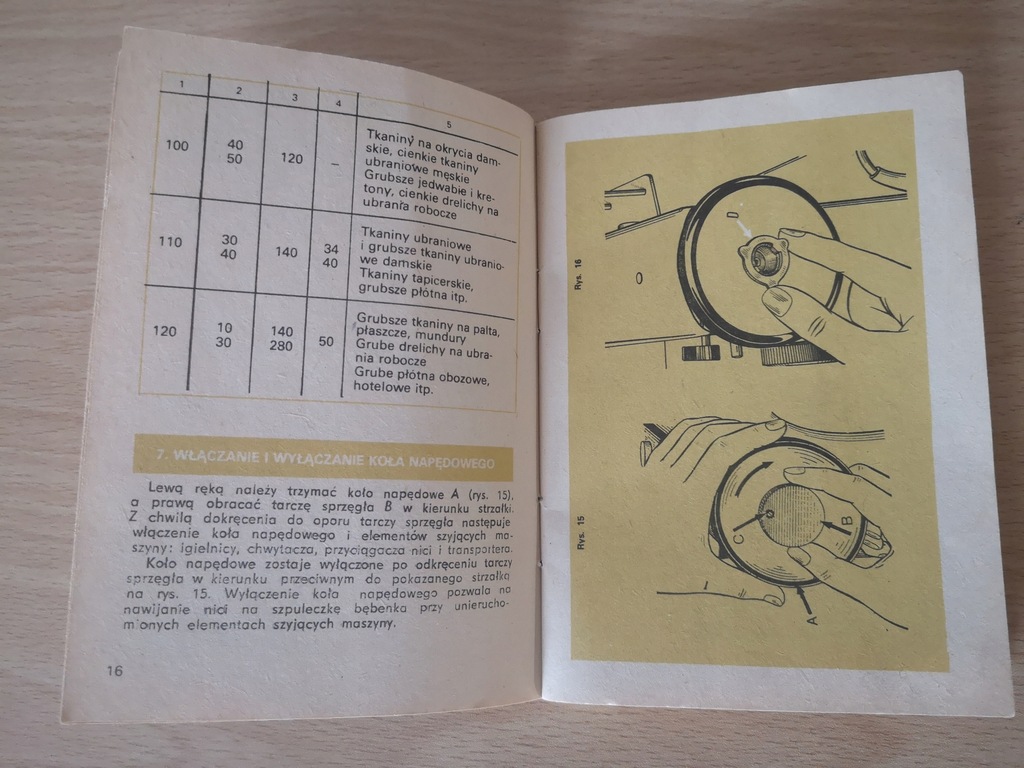 1 2 3 4 5
100 40 50 120 – Tkaniny na okrycia dam-
skie, cienkie tkaniny
ubraniowe męskie
Grubsze jedwabie i kre-
tony, cienkie drelichy na
ubrania robocze
110 30 40 140 34 40 Tkaniny ubraniowe
i grubsze tkaniny ubranio-
we damskie
Tkaniny tapicerskie,
grubsze płótna itp.
120 10 30 140 280 50 Grubsze tkaniny na palta,
płaszcze, mundury
Grube drelichy na ubra-
nia robocze
Grube płótna obozowe,
hotelowe itp.
7. WŁĄCZANIE I WYŁĄCZANIE KOŁA NAPĘDOWEGO
Lewą ręką należy trzymać koło napędowe A (rys. 15),
a prawą obracać tarczę sprzęgła B w kierunku strzałki.
Z chwilą dokręcenia do oporu tarczy sprzęgła następuje
włączenie koła napędowego i elementów szyjących ma-
szyny: igielnicy, chwytacza, przyciągacza nici i transportera.
Koło napędowe zostaje wyłączone po odkręceniu tarczy
sprzęgła w kierunku przeciwnym do pokazanego strzałką
na rys. 15. Wyłączenie koła napędowego pozwala na
nawijanie nici na szpuleczkę bębenka przy unierucho-
mionych elementach szyjących maszyny.
16
Rys. 16
Rys. 15
C
B
A